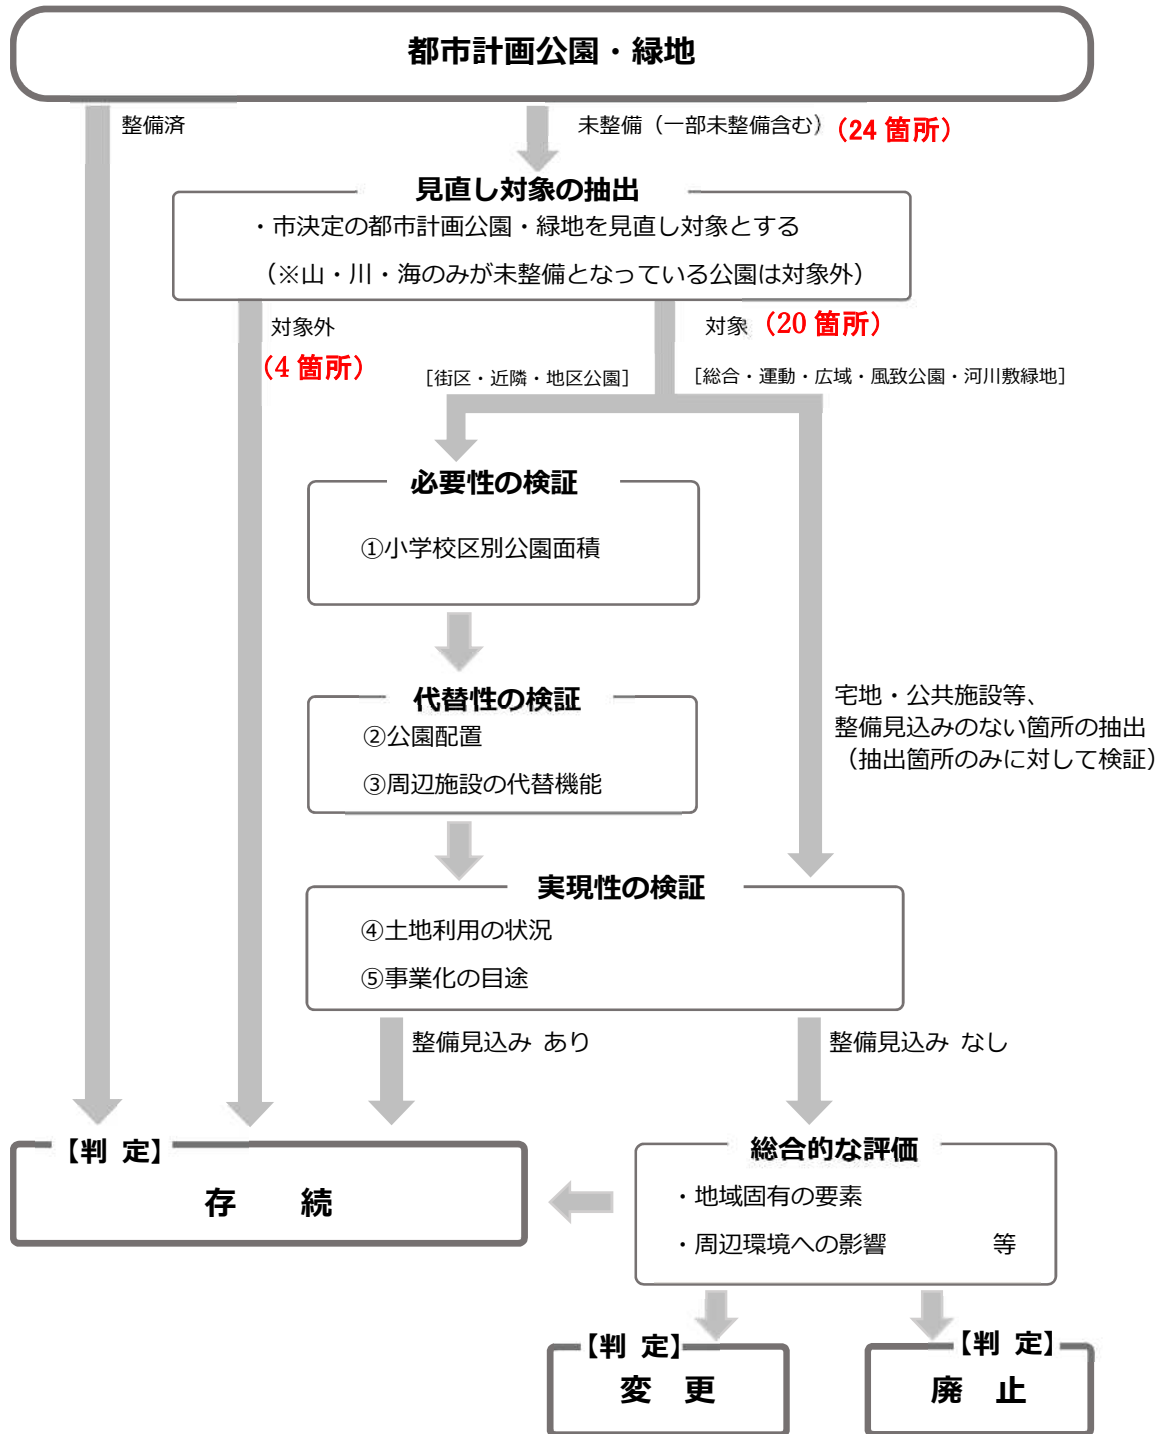 都市計画公園・緑地
整備済
未整備（一部未整備含む）（24 箇所）
見直し対象の抽出
・市決定の都市計画公園・緑地を見直し対象とする
（※山・川・海のみが未整備となっている公園は対象外）
対象外
（4 箇所）
対象（20 箇所）
［街区・近隣・地区公園］
［総合・運動・広域・風致公園・河川敷緑地］
必要性の検証
①小学校区別公園面積
代替性の検証
②公園配置
③周辺施設の代替機能
宅地・公共施設等、
整備見込みのない箇所の抽出
（抽出箇所のみに対して検証）
実現性の検証
④土地利用の状況
⑤事業化の目途
整備見込み あり
整備見込み なし
【判 定】
存 続
総合的な評価
・地域固有の要素
・周辺環境への影響 等
【判 定】
変 更
【判 定】
廃 止